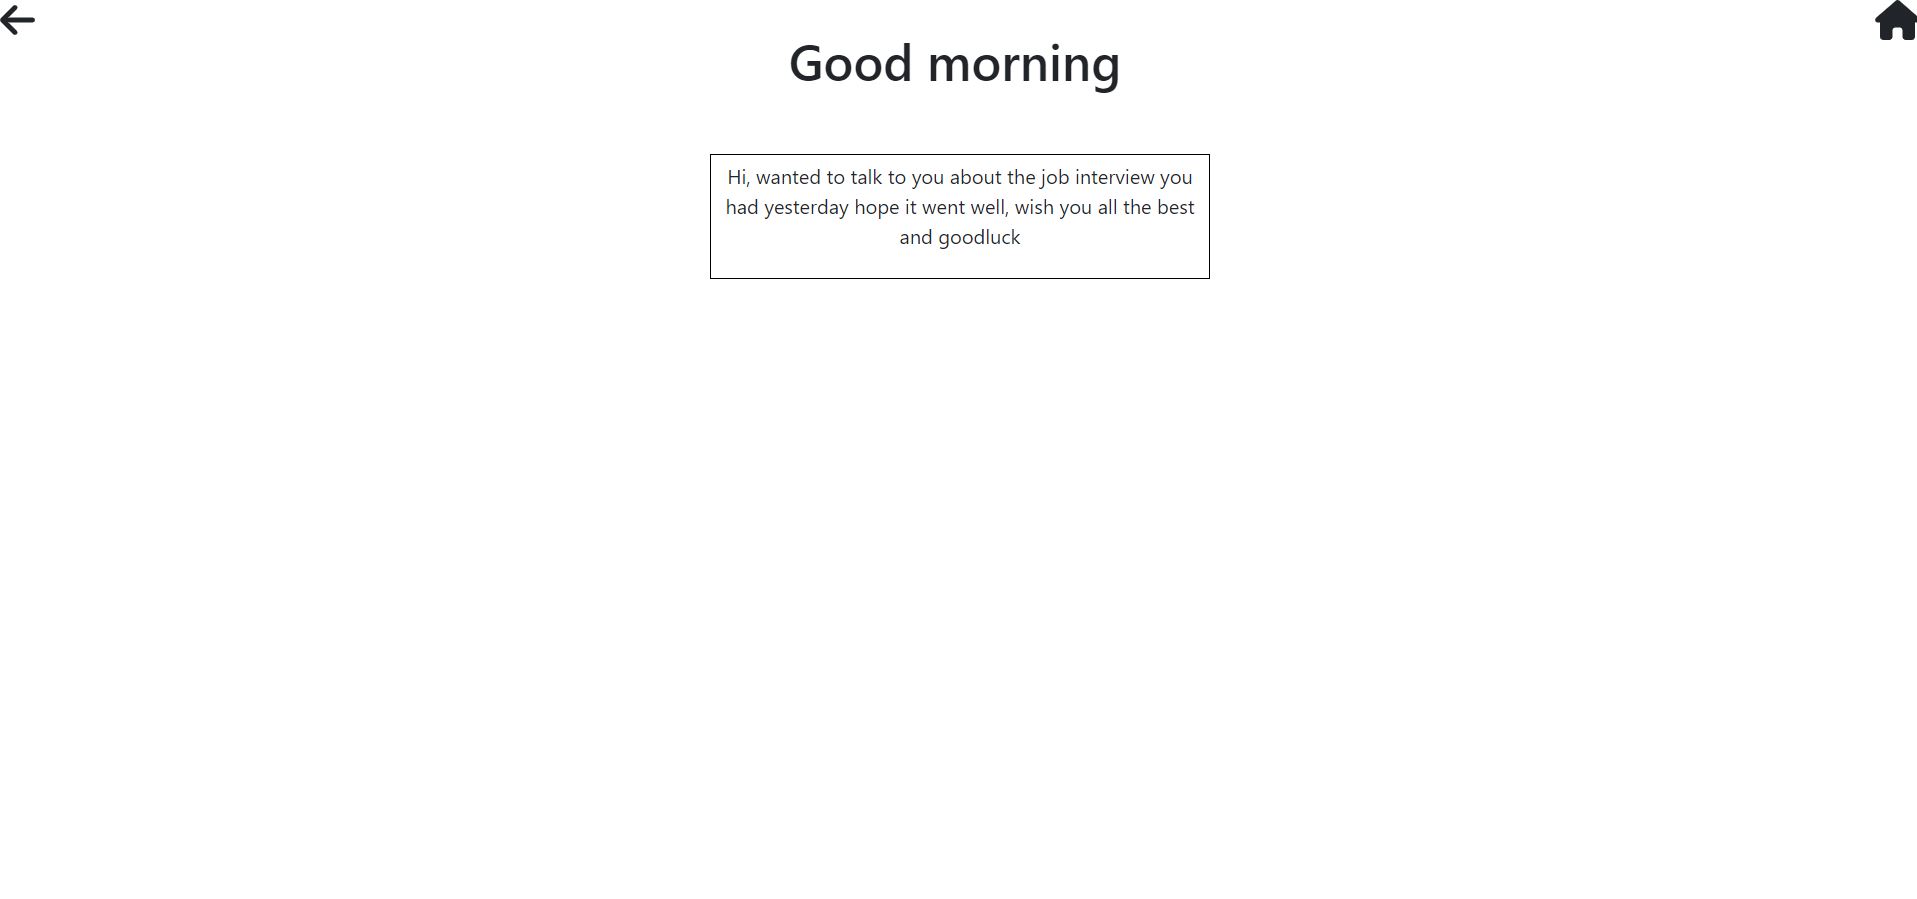 Good morning
Hi, wanted to talk to you about the job interview you
had yesterday hope it went well, wish you all the best
and goodluck